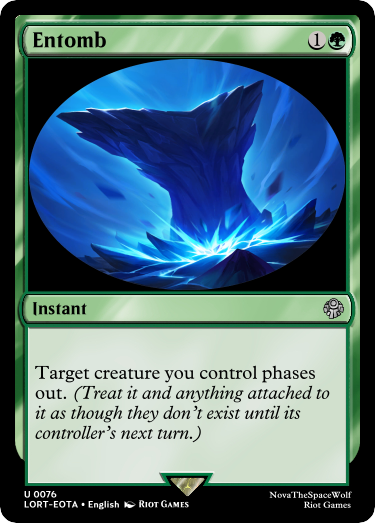 Entomb 1
Instant
Target creature you control phases
out. (Treat it and anything attached to
it as though they don't exist until its
controller's next turn.)
U 0076 NovaTheSpaceWolf
LORT-EOTA • English RIOT GAMES Riot Games